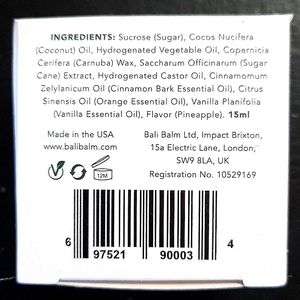 INGREDIENTS: Sucrose (Sugar), Cocos Nucifera
(Coconut) Oil, Hydrogenated Vegetable Oil, Copernicia
Cerifera (Carnuba) Wax, Saccharum Officinarum (Sugar
Cane) Extract, Hydrogenated Castor Oil, Cinnamomum
Zelylanicum Oil (Cinnamon Bark Essential Oil), Citrus
Sinensis Oil (Orange Essential Oil), Vanilla Planifolia
(Vanilla Essential Oil), Flavor (Pineapple). 15ml
Made in the USA
www.balibalm.com
Bali Balm Ltd, Impact Brixton,
15a Electric Lane, London,
SW9 8LA, UK
Registration No. 10529169
12M
6 97521 90003 4